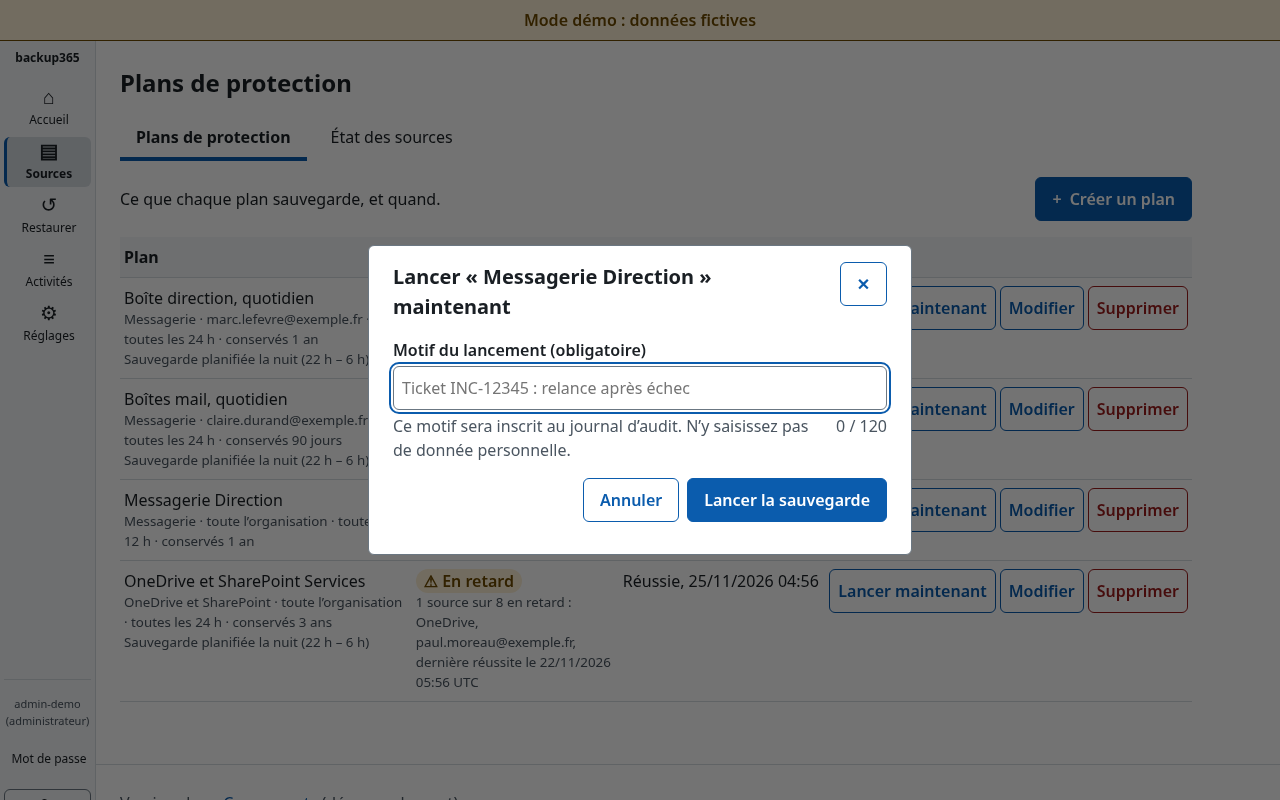 Mode démo : données fictives
backup365
Accueil
Sources
Restaurer
Activités
Réglages
admin-demo
(administrateur)
Mot de passe
Plans de protection
Plans de protection
État des sources
Ce que chaque plan sauvegarde, et quand.
+ Créer un plan
Plan
Boîte direction, quotidien
Messagerie · marc.lefevre@exemple.fr ·
toutes les 24 h · conservés 1 an
Sauvegarde planifiée la nuit (22 h – 6 h)
Modifier
Supprimer
Boîtes mail, quotidien
Messagerie · claire.durand@exemple.fr
toutes les 24 h · conservés 90 jours
Sauvegarde planifiée la nuit (22 h – 6 h)
Modifier
Supprimer
Messagerie Direction
Messagerie · toute l’organisation · toute
12 h · conservés 1 an
Modifier
Supprimer
OneDrive et SharePoint Services
OneDrive et SharePoint · toute l’organisation
· toutes les 24 h · conservés 3 ans
Sauvegarde planifiée la nuit (22 h – 6 h)
⚠ En retard
1 source sur 8 en retard :
OneDrive,
paul.moreau@exemple.fr,
dernière réussite le 22/11/2026
05:56 UTC
Réussie, 25/11/2026 04:56
Lancer maintenant
Modifier
Supprimer
Lancer « Messagerie Direction »
maintenant
×
Motif du lancement (obligatoire)
Ticket INC-12345 : relance après échec
Ce motif sera inscrit au journal d’audit. N’y saisissez pas
de donnée personnelle.
0 / 120
Annuler
Lancer la sauvegarde